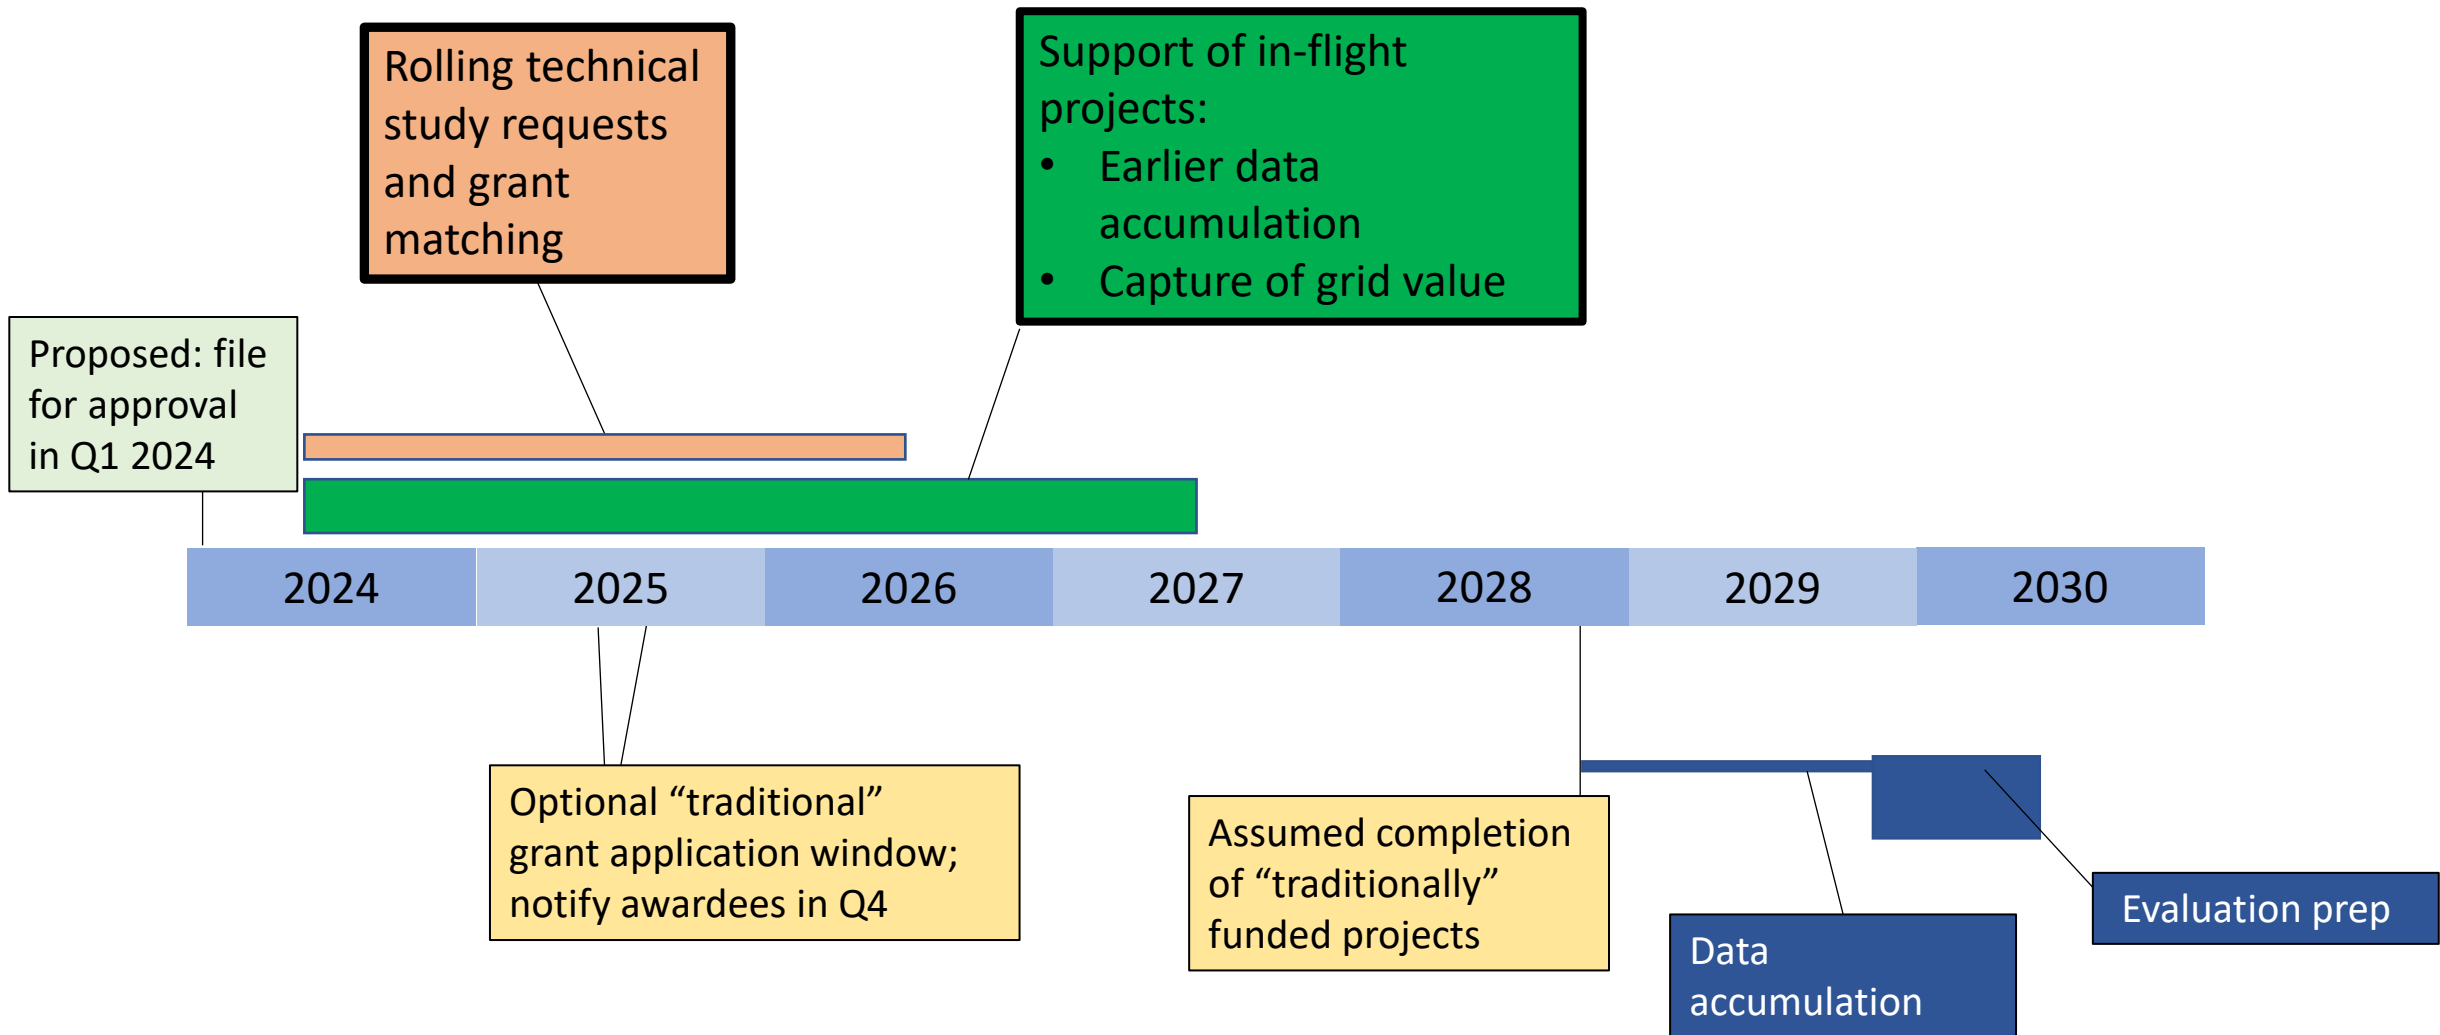 Rolling technical
study requests
and grant
matching
Support of in-flight
projects:
• Earlier data
accumulation
• Capture of grid value
Proposed: file
for approval
in Q1 2024
2024
2025
2026
2027
2028
2029
2030
Optional “traditional”
grant application window;
notify awardees in Q4
Assumed completion
of “traditionally”
funded projects
Data
accumulation
Evaluation prep